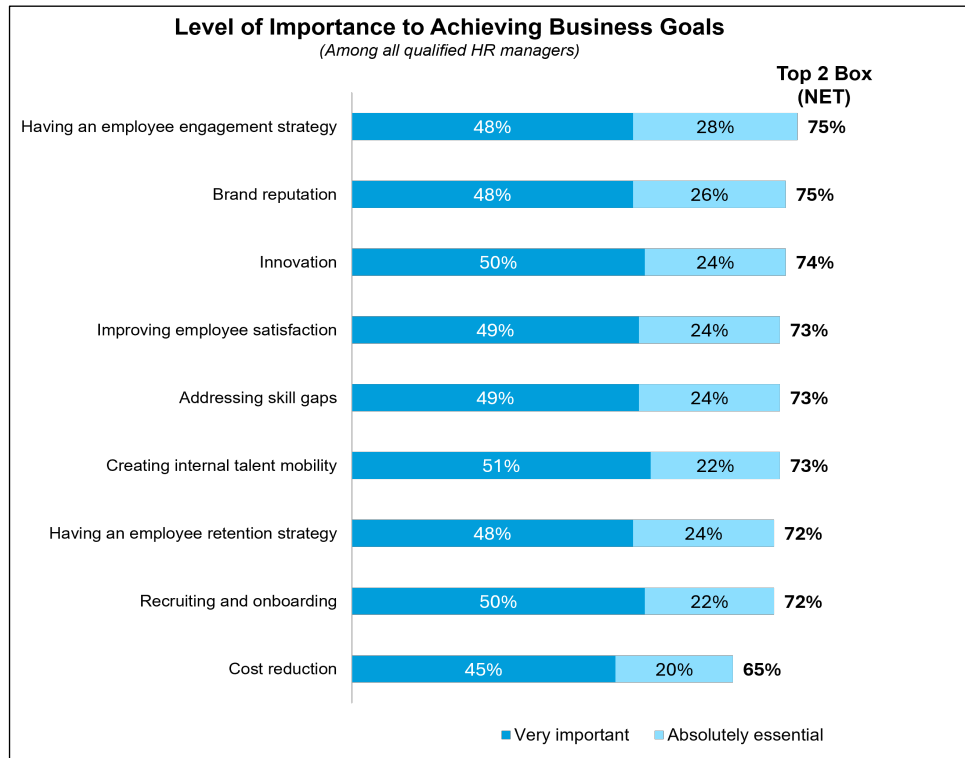 Level of Importance to Achieving Business Goals
(Among all qualified HR managers)
Top 2 Box
(NET)
Having an employee engagement strategy 48% 28% 75%
Brand reputation 48% 26% 75%
Innovation 50% 24% 74%
Improving employee satisfaction 49% 24% 73%
Addressing skill gaps 49% 24% 73%
Creating internal talent mobility 51% 22% 73%
Having an employee retention strategy 48% 24% 72%
Recruiting and onboarding 50% 22% 72%
Cost reduction 45% 20% 65%
Very important Absolutely essential